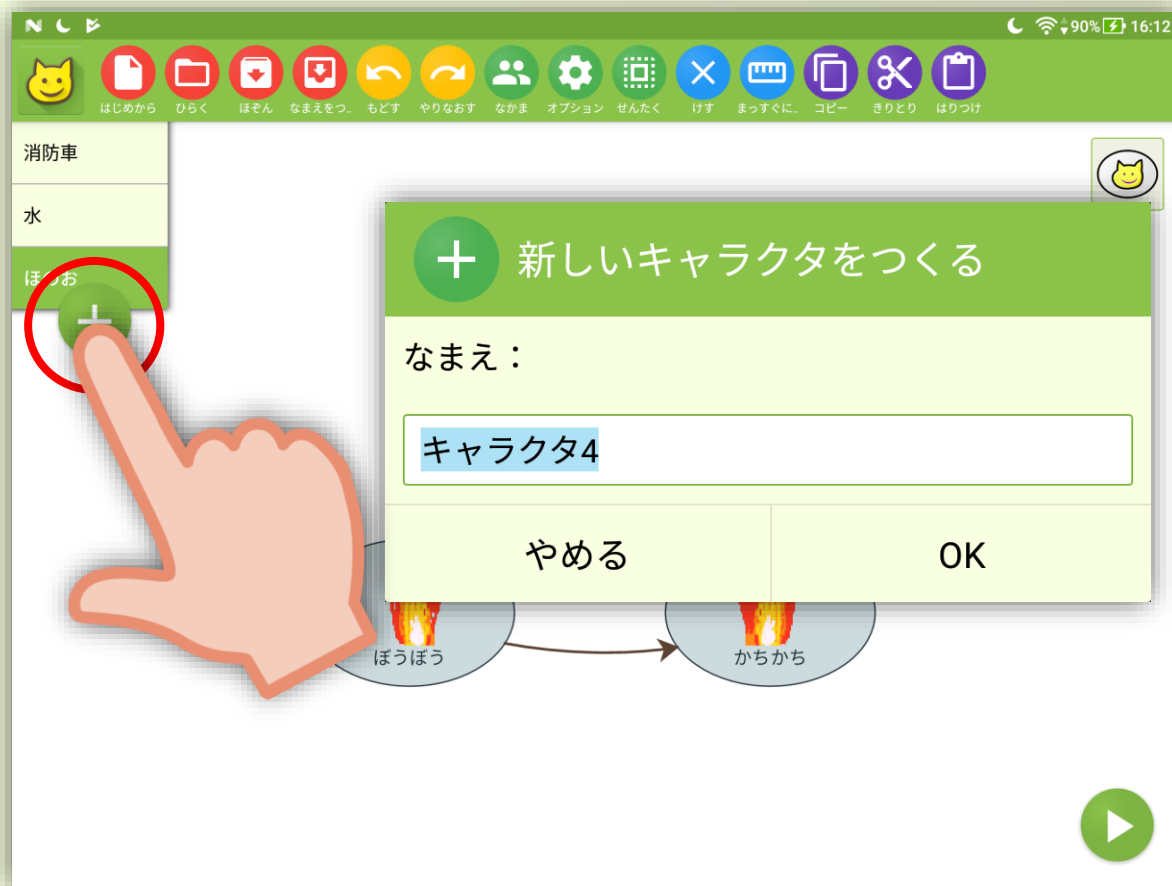 90% 16:12
はじめから ひらく ほぞん なまえをつ... もどす やりなおす なかま オプション せんたく けす まっすぐに... コピー きりとり はりつけ
消防車
水
ほのお
新しいキャラクタをつくる
なまえ：
キャラクタ4
やめる OK
ぼうぼう かちかち